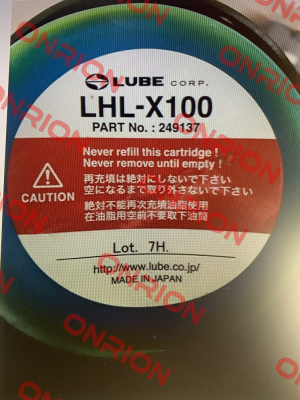 LUBE CORP.
LHL-X100
PART No. : 249137
Never refill this cartridge !
Never remove until empty !
再充填は絶対にしないで下さい
空になるまで取り外さないで下さい
絶対不能再次充填油脂使用
在油脂用空前不要取下油筒
CAUTION
Lot. 7H.
http://www.lube.co.jp/
MADE IN JAPAN
ONRION
ONRION
ONRION
ONRION
ONRION
ONRION
ONRION
ONRION